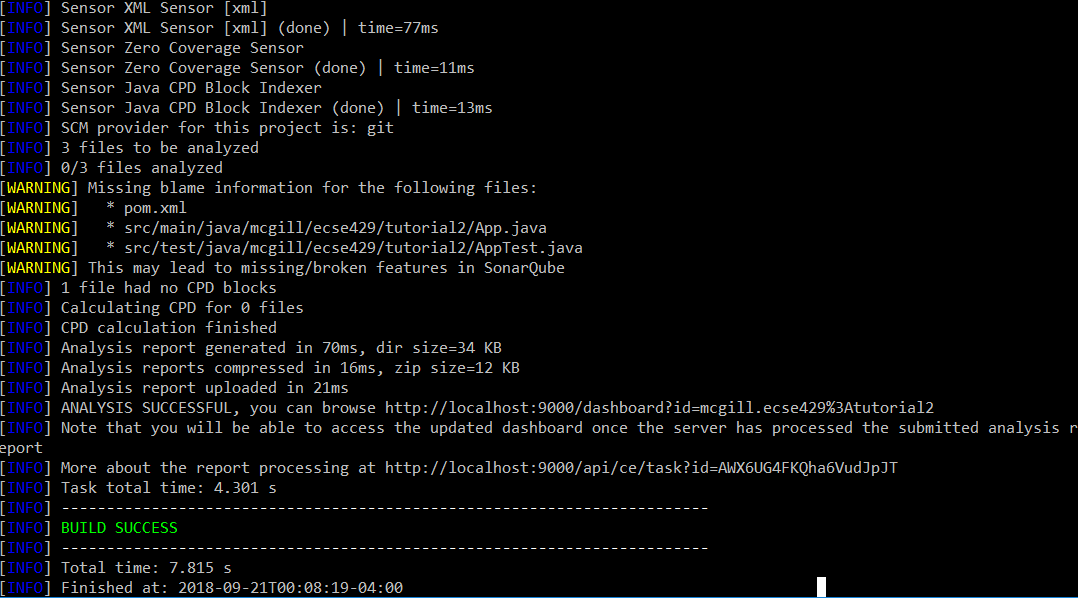 [INFO] Sensor XML Sensor [xml]
[INFO] Sensor XML Sensor [xml] (done) | time=77ms
[INFO] Sensor Zero Coverage Sensor
[INFO] Sensor Zero Coverage Sensor (done) | time=11ms
[INFO] Sensor Java CPD Block Indexer
[INFO] Sensor Java CPD Block Indexer (done) | time=13ms
[INFO] SCM provider for this project is: git
[INFO] 3 files to be analyzed
[INFO] 0/3 files analyzed
[WARNING] Missing blame information for the following files:
[WARNING]   * pom.xml
[WARNING]   * src/main/java/mcgill/ecse429/tutorial2/App.java
[WARNING]   * src/test/java/mcgill/ecse429/tutorial2/AppTest.java
[WARNING] This may lead to missing/broken features in SonarQube
[INFO] 1 file had no CPD blocks
[INFO] Calculating CPD for 0 files
[INFO] CPD calculation finished
[INFO] Analysis report generated in 70ms, dir size=34 KB
[INFO] Analysis reports compressed in 16ms, zip size=12 KB
[INFO] Analysis report uploaded in 21ms
[INFO] ANALYSIS SUCCESSFUL, you can browse http://localhost:9000/dashboard?id=mcgill.ecse429%3Atutorial2
[INFO] Note that you will be able to access the updated dashboard once the server has processed the submitted analysis r
eport
[INFO] More about the report processing at http://localhost:9000/api/ce/task?id=AWX6UG4FKQha6VudJpJT
[INFO] Task total time: 4.301 s
[INFO] ------------------------------------------------------------------------
[INFO] BUILD SUCCESS
[INFO] ------------------------------------------------------------------------
[INFO] Total time: 7.815 s
[INFO] Finished at: 2018-09-21T00:08:19-04:00